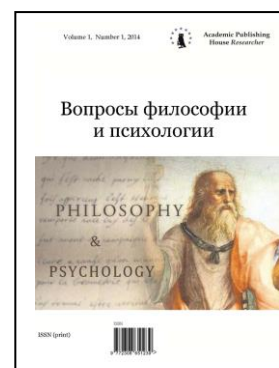 Volume 1, Number 1, 2014
Academic Publishing
House Researcher
Вопросы философии
и психологии
PHILOSOPHY
&
PSYCHOLOGY
ISSN (print)